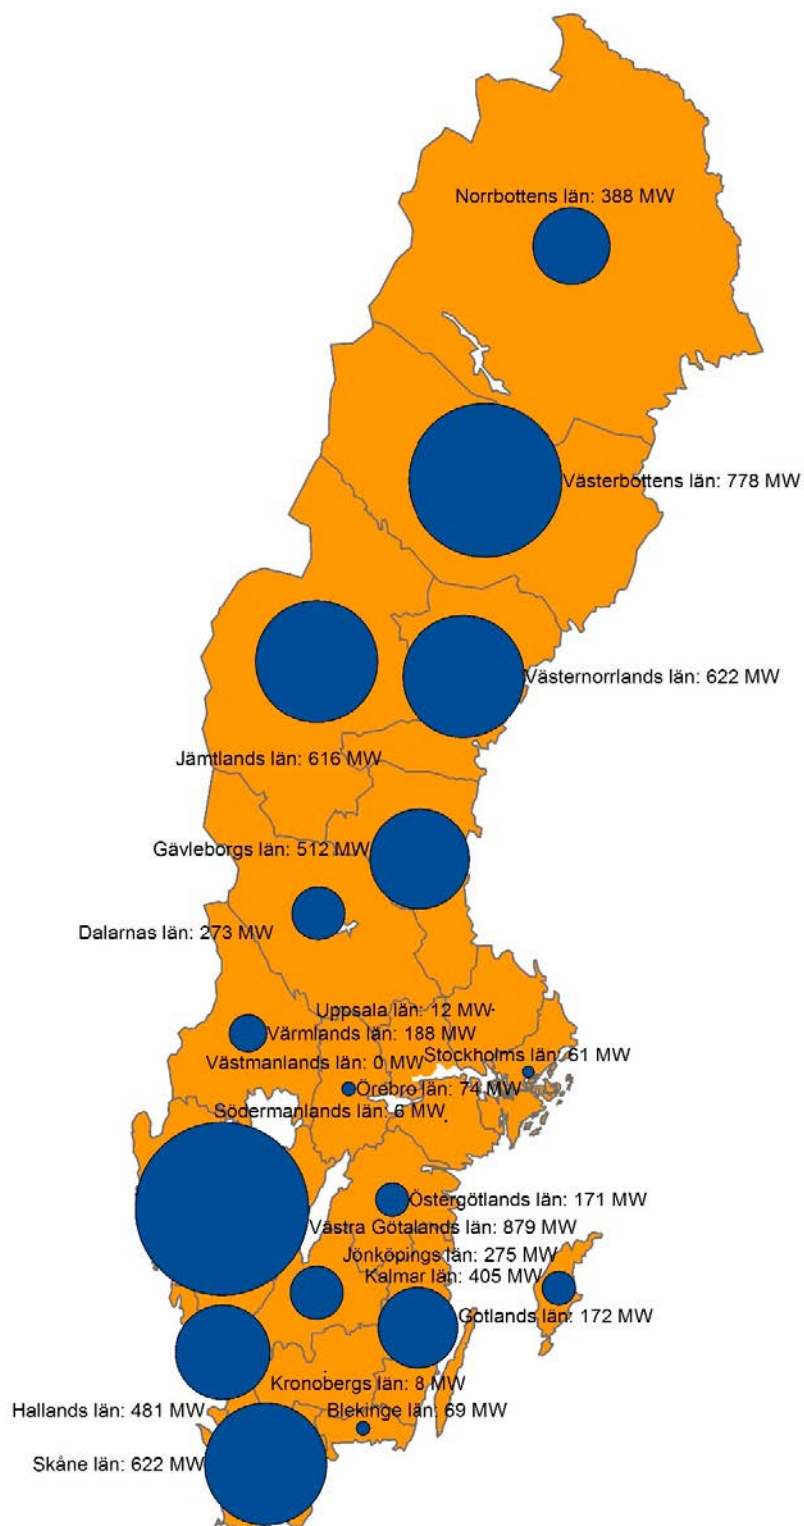 Norrbottens län: 388 MW
Västerbottens län: 778 MW
Västernorrlands län: 622 MW
Jämtlands län: 616 MW
Gävleborgs län: 512 MW
Dalarnas län: 273 MW
Uppsala län: 12 MW
Värmlands län: 188 MW
Stockholms län: 61 MW
Västmanlands län: 0 MW
Örebro län: 74 MW
Södermanlands län: 6 MW
Östergötlands län: 171 MW
Västra Götalands län: 879 MW
Jönköpings län: 275 MW
Kalmar län: 405 MW
Gotlands län: 172 MW
Kronobergs län: 8 MW
Hallands län: 481 MW
Blekinge län: 69 MW
Skåne län: 622 MW